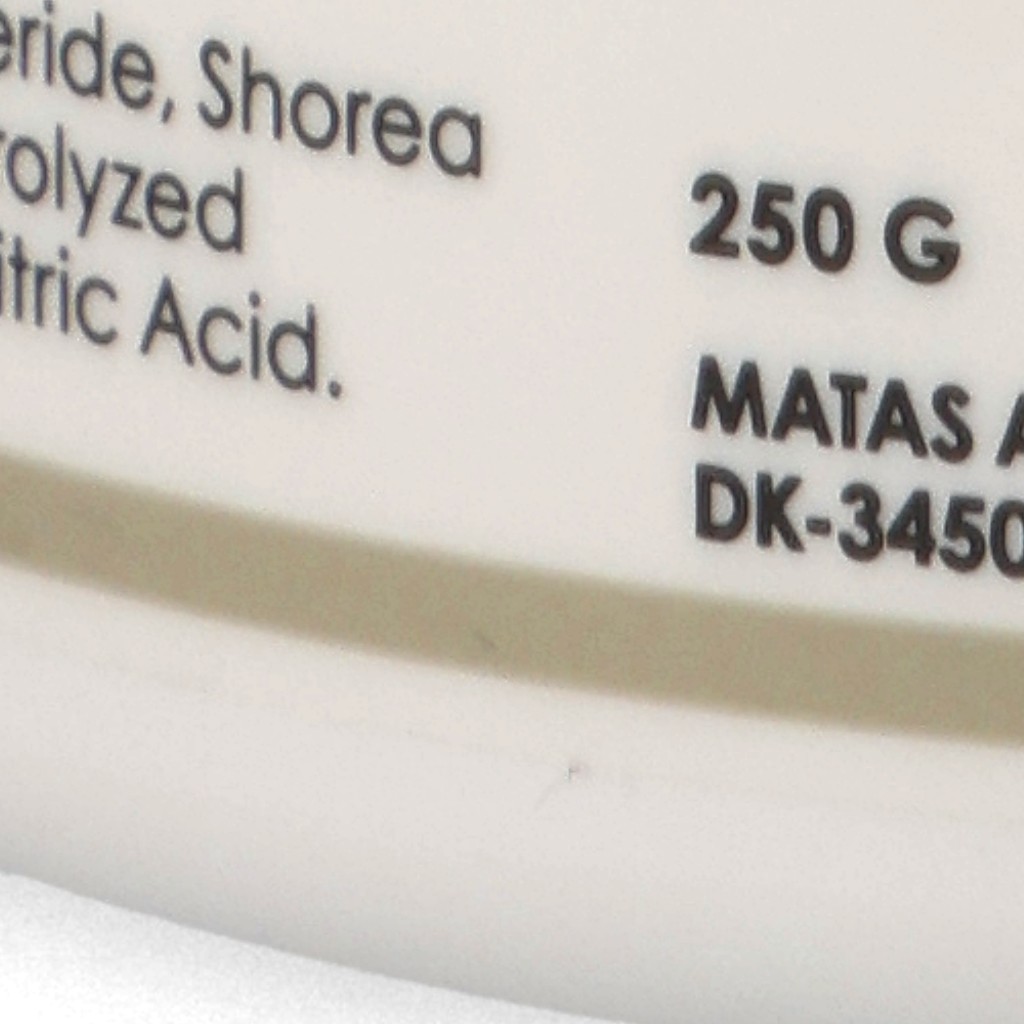 eride, Shorea
rolyzed
itric Acid.
250 G
MATAS A
DK-3450